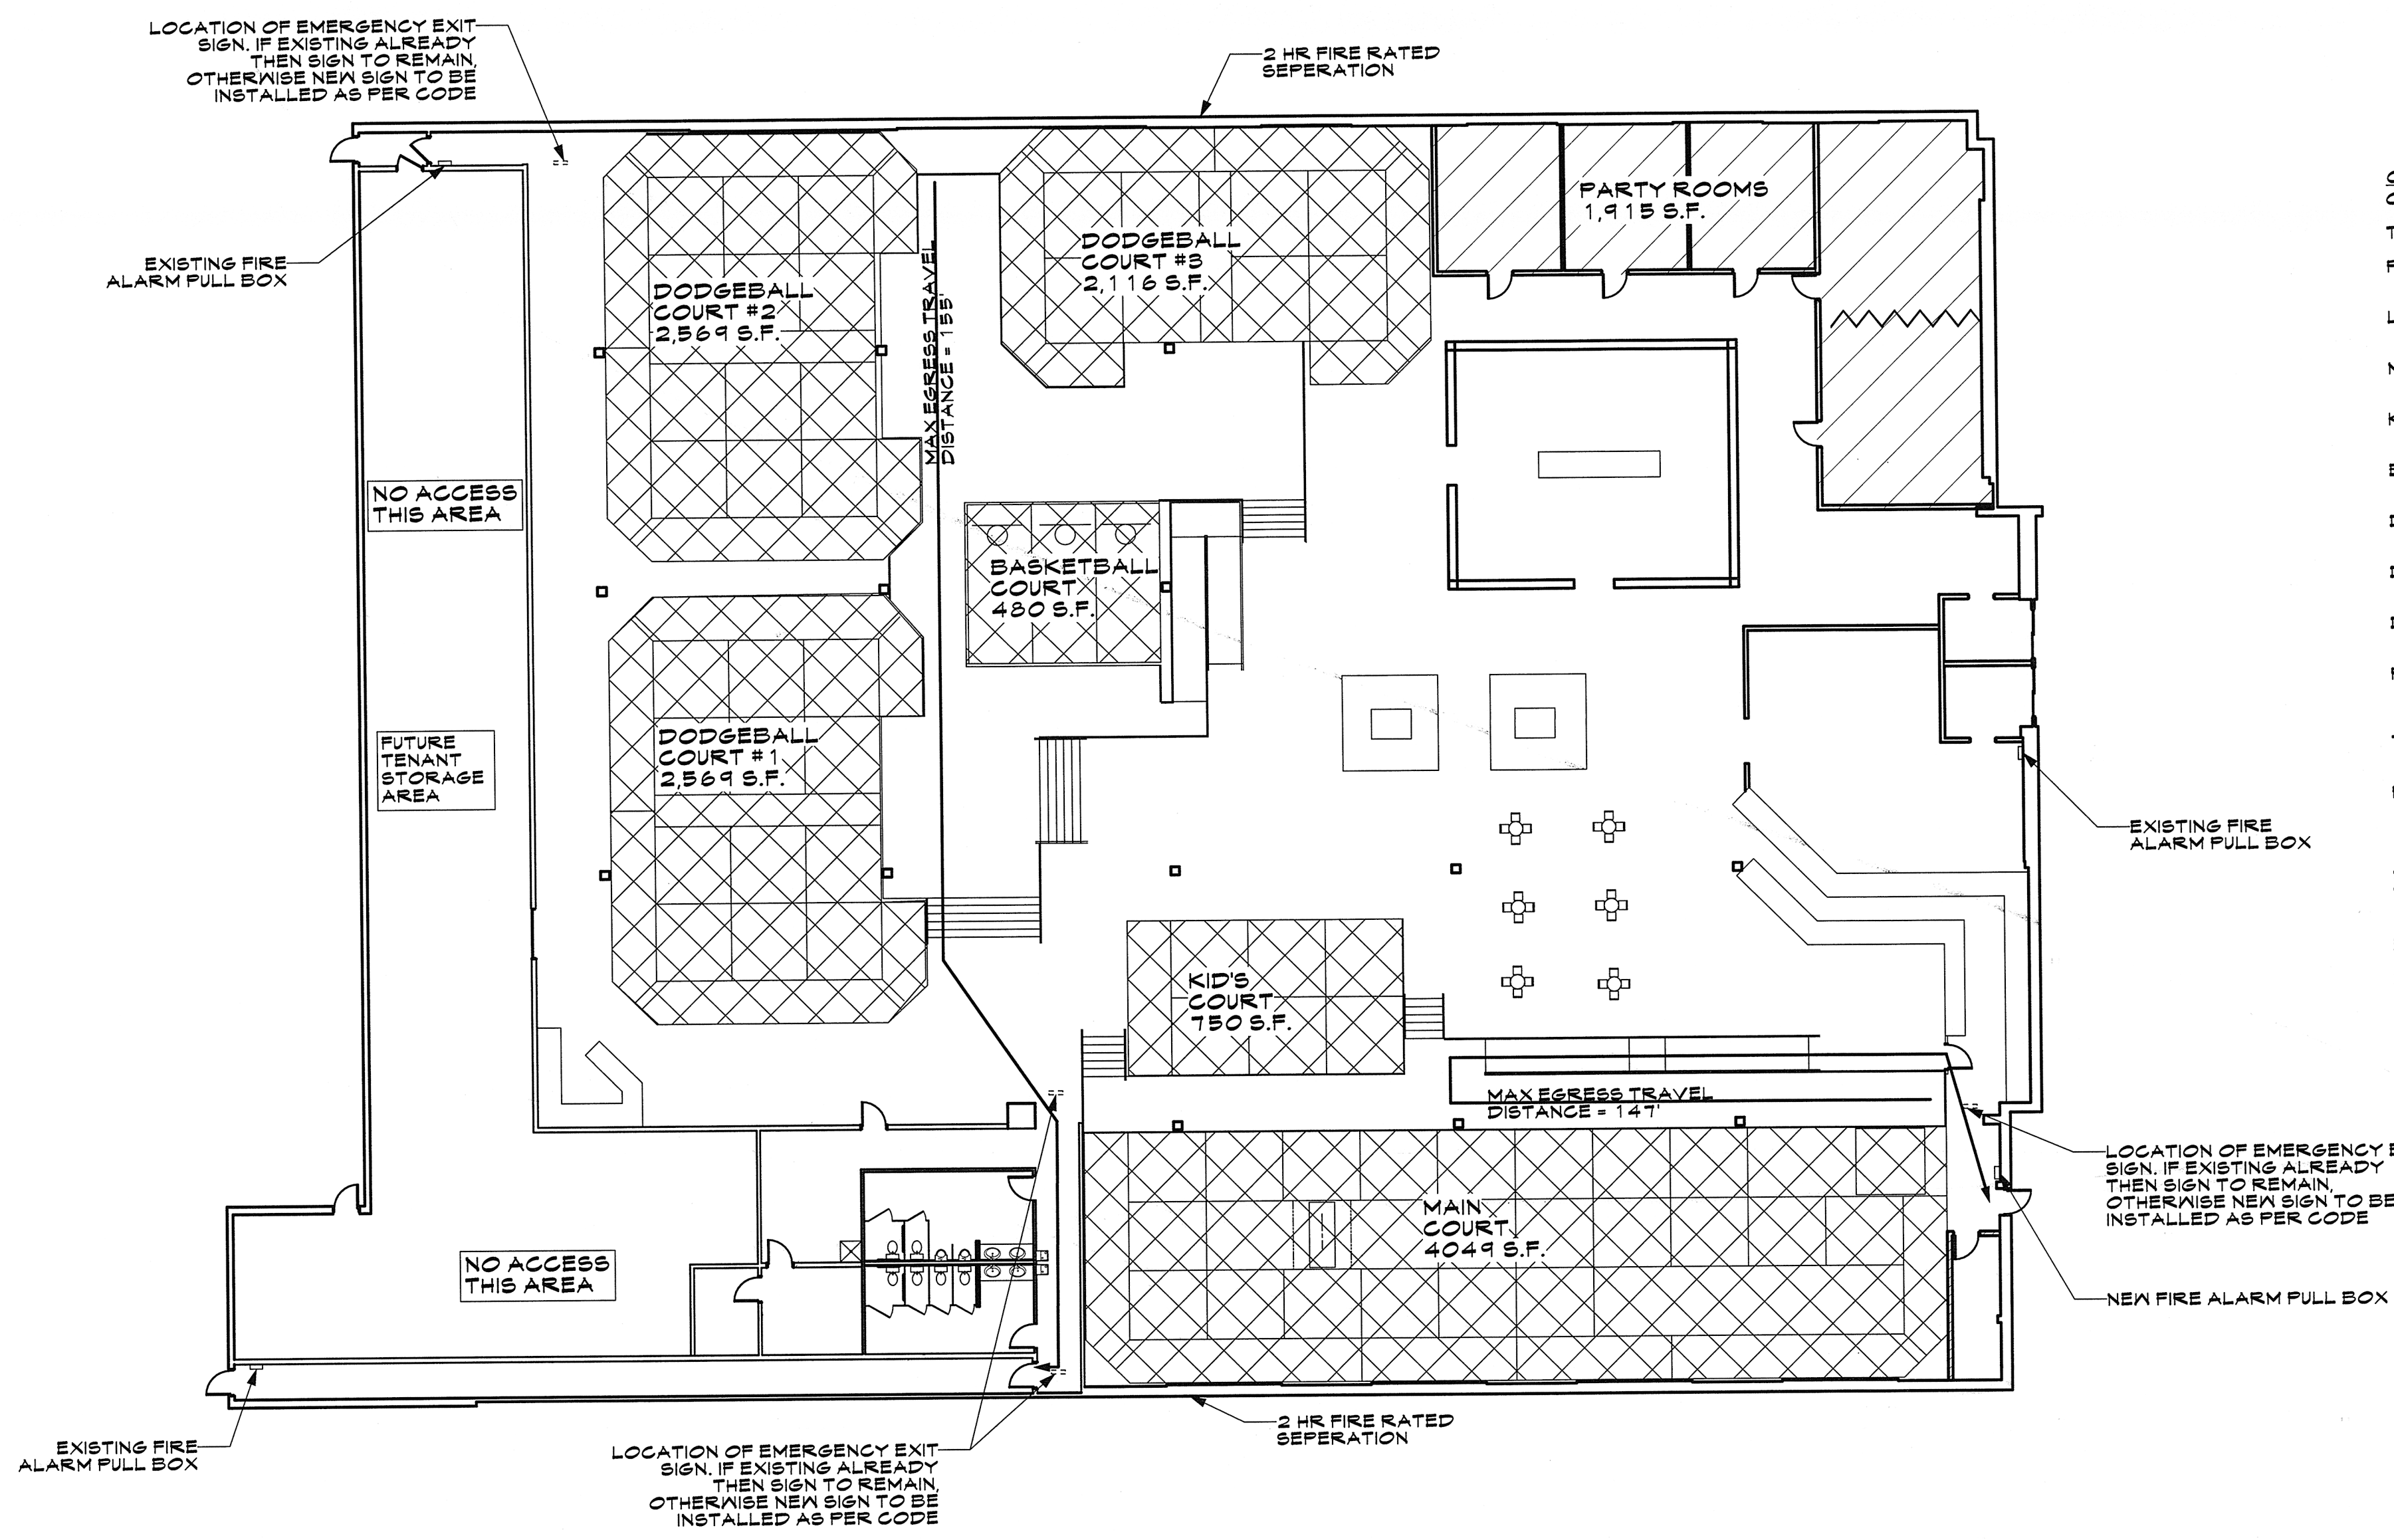 LOCATION OF EMERGENCY EXIT
SIGN. IF EXISTING ALREADY
THEN SIGN TO REMAIN,
OTHERWISE NEW SIGN TO BE
INSTALLED AS PER CODE
2 HR FIRE RATED
SEPERATION
EXISTING FIRE
ALARM PULL BOX
DODGEBALL
COURT #2
2,569 S.F.
MAX EGRESS TRAVEL
DISTANCE = 155'
DODGEBALL
COURT #3
2,116 S.F.
PARTY ROOMS
1,915 S.F.
NO ACCESS
THIS AREA
BASKETBALL
COURT
480 S.F.
FUTURE
TENANT
STORAGE
AREA
DODGEBALL
COURT #1
2,569 S.F.
EXISTING FIRE
ALARM PULL BOX
KID'S
COURT
750 S.F.
MAX EGRESS TRAVEL
DISTANCE = 147'
LOCATION OF EMERGENCY E
SIGN. IF EXISTING ALREADY
THEN SIGN TO REMAIN,
OTHERWISE NEW SIGN TO BE
INSTALLED AS PER CODE
MAIN
COURT
4049 S.F.
NO ACCESS
THIS AREA
NEW FIRE ALARM PULL BOX
2 HR FIRE RATED
SEPERATION
EXISTING FIRE
ALARM PULL BOX
LOCATION OF EMERGENCY EXIT
SIGN. IF EXISTING ALREADY
THEN SIGN TO REMAIN,
OTHERWISE NEW SIGN TO BE
INSTALLED AS PER CODE